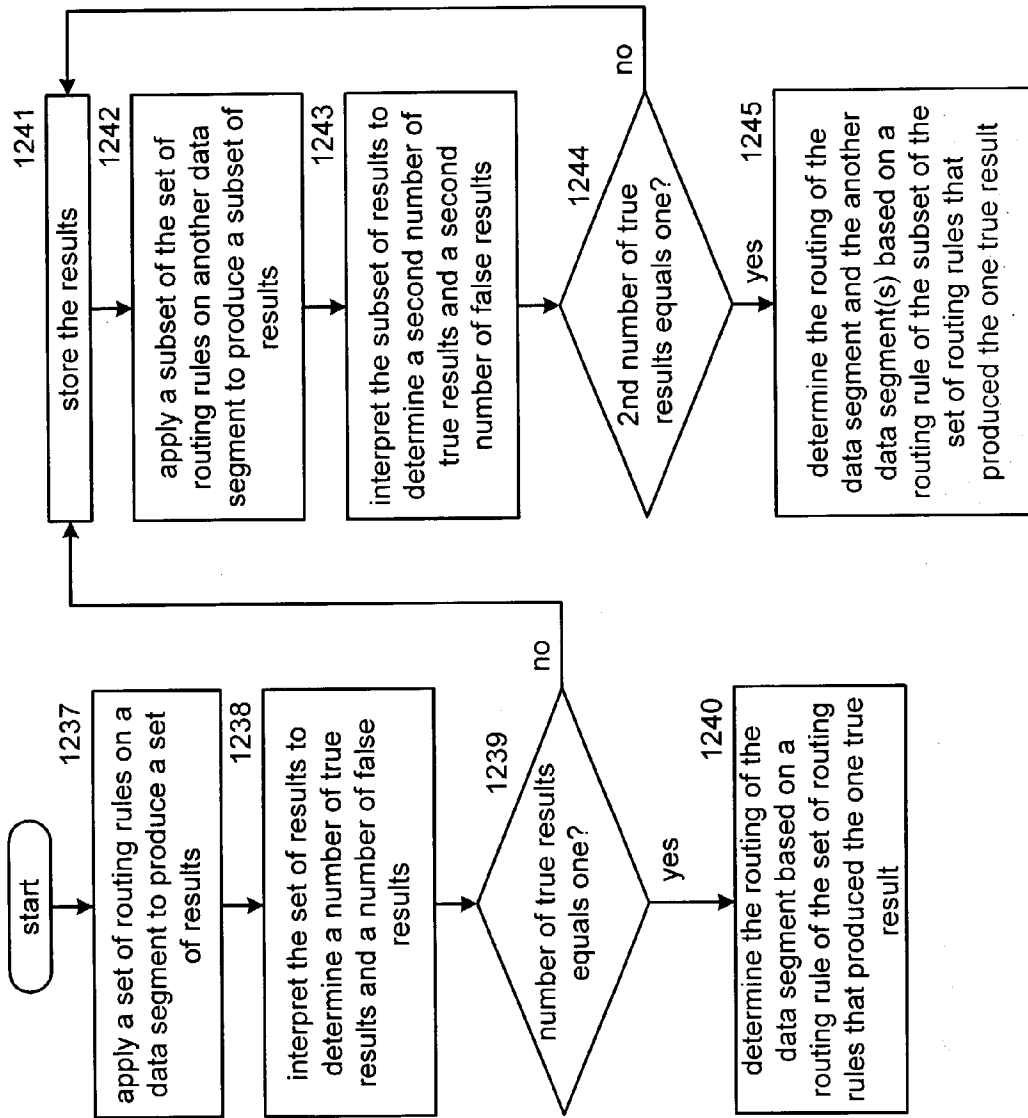 start
1237
apply a set of routing rules on a
data segment to produce a set
of results
1238
interpret the set of results to
determine a number of true
results and a number of false
results
1239
number of true results
equals one?
no
yes
1240
determine the routing of the
data segment based on a
routing rule of the set of routing
rules that produced the one true
result
1241
store the results
1242
apply a subset of the set of
routing rules on another data
segment to produce a subset of
results
1243
interpret the subset of results to
determine a second number of
true results and a second
number of false results
1244
2nd number of true
results equals one?
no
yes
1245
determine the routing of the
data segment and the another
data segment(s) based on a
routing rule of the subset of the
set of routing rules that
produced the one true result